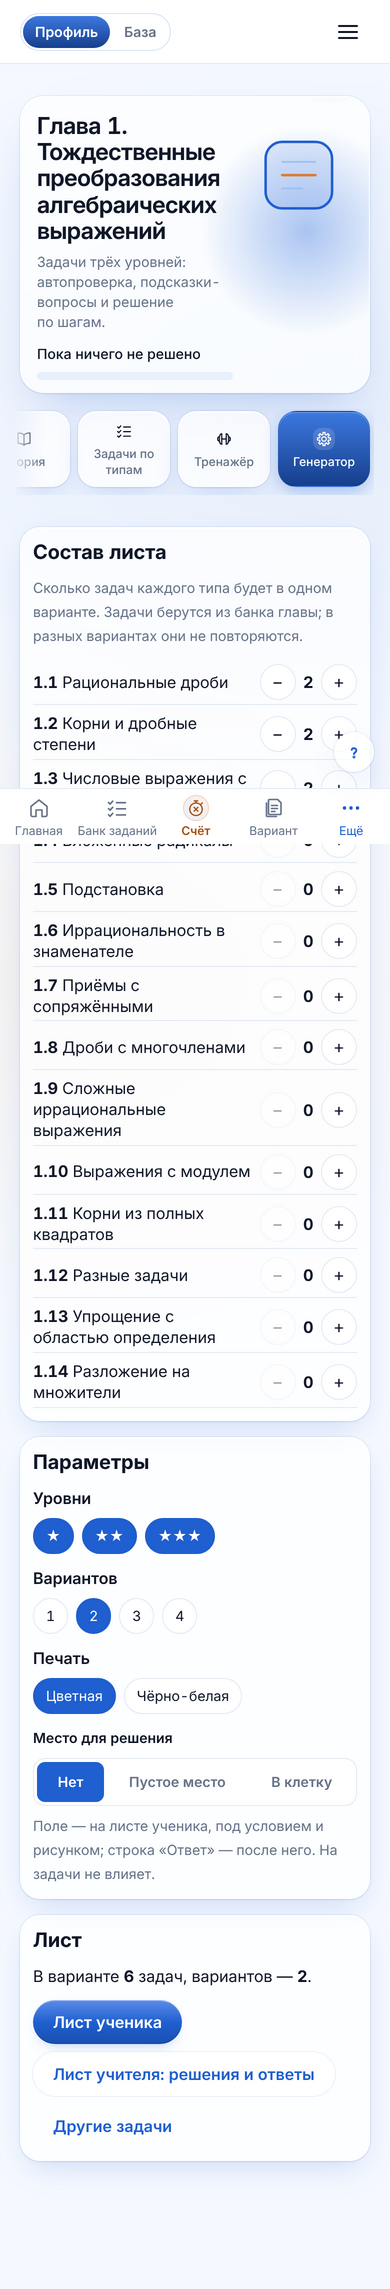 Профиль База
Глава 1.
Тождественные
преобразования
алгебраических
выражений
Задачи трёх уровней:
автопроверка, подсказки-
вопросы и решение
по шагам.
Пока ничего не решено
Задачи по
типам
Тренажёр
Генератор
Состав листа
Сколько задач каждого типа будет в одном
варианте. Задачи берутся из банка главы; в
разных вариантах они не повторяются.
1.1 Рациональные дроби − 2 +
1.2 Корни и дробные
степени − 2 +
?
1.3 Числовые выражения с
Главная Банк заданий Счёт Вариант Ещё
1.5 Подстановка − 0 +
1.6 Иррациональность в
знаменателе − 0 +
1.7 Приёмы с
сопряжёнными − 0 +
1.8 Дроби с многочленами − 0 +
1.9 Сложные
иррациональные
выражения − 0 +
1.10 Выражения с модулем − 0 +
1.11 Корни из полных
квадратов − 0 +
1.12 Разные задачи − 0 +
1.13 Упрощение с
областью определения − 0 +
1.14 Разложение на
множители − 0 +
Параметры
Уровни
★ ★★ ★★★
Вариантов
1 2 3 4
Печать
Цветная Чёрно-белая
Место для решения
Нет Пустое место В клетку
Поле — на листе ученика, под условием и
рисунком; строка «Ответ» — после него. На
задачи не влияет.
Лист
В варианте 6 задач, вариантов — 2.
Лист ученика
Лист учителя: решения и ответы
Другие задачи